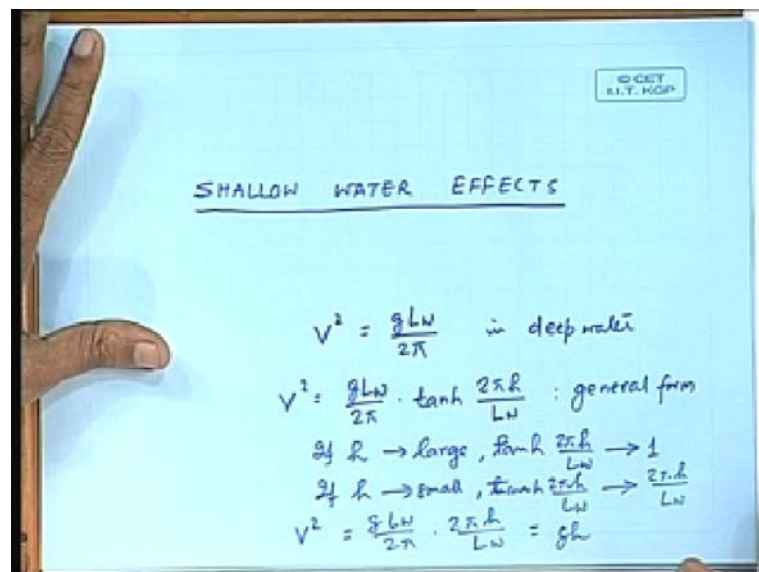 © CET
I.I.T. KGP
SHALLOW WATER EFFECTS
V² = gLw/2π in deep water
V² = gLw/2π · tanh 2πh/Lw : general form
If h → large, tanh 2πh/Lw → 1
If h → small, tanh 2πh/Lw → 2πh/Lw
V² = gLw/2π · 2πh/Lw = gh